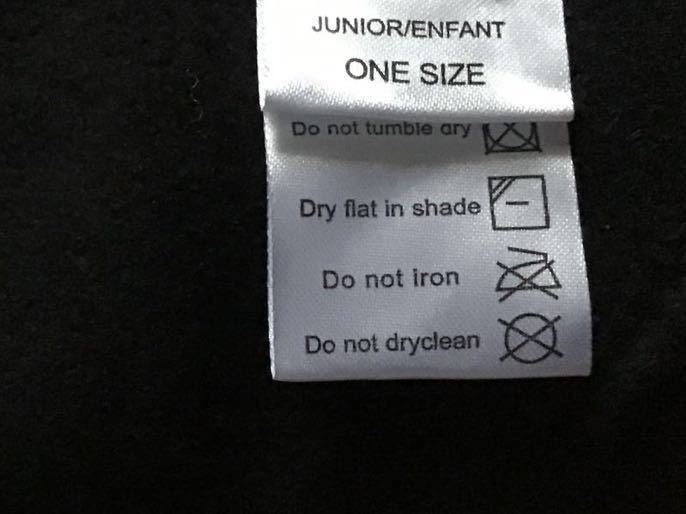 JUNIOR/ENFANT
ONE SIZE
Do not tumble dry
Dry flat in shade
Do not iron
Do not dryclean